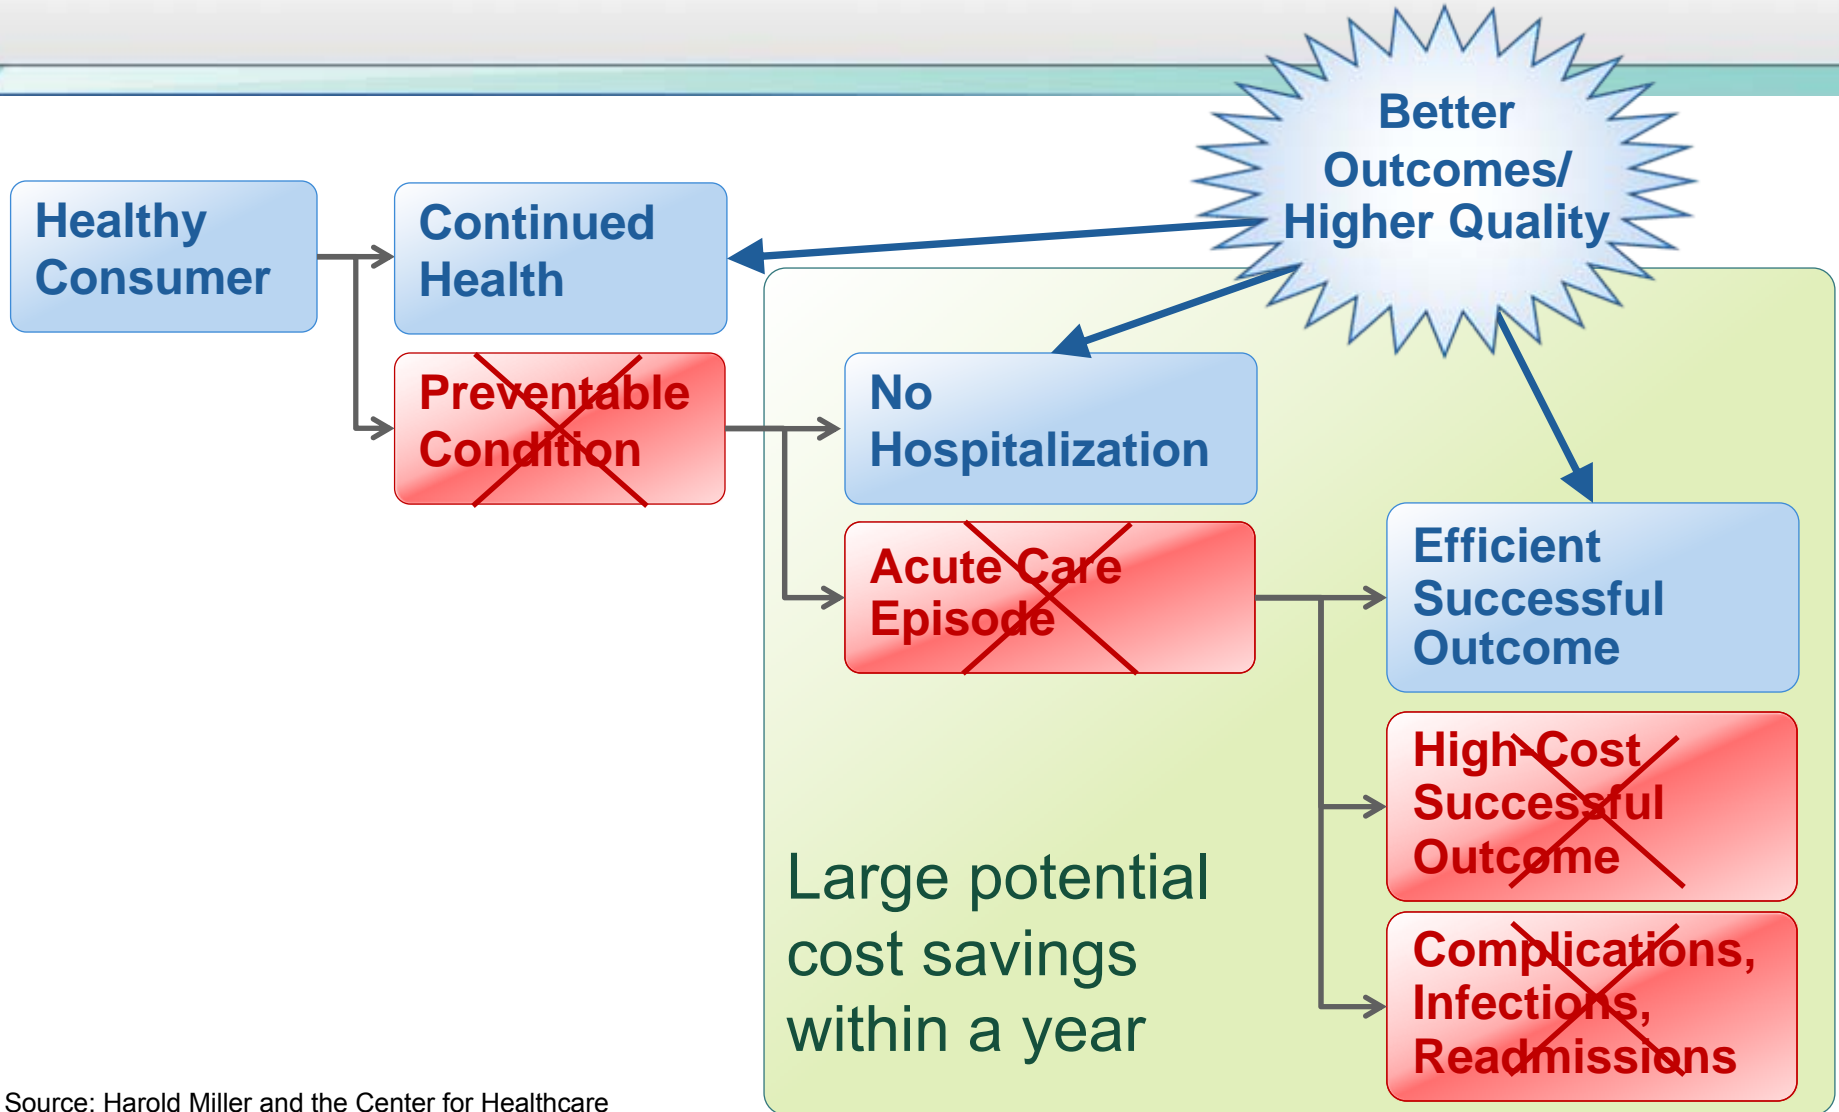 Better
Outcomes/
Higher Quality
Healthy
Consumer
Continued
Health
Preventable
Condition
No
Hospitalization
Acute Care
Episode
Efficient
Successful
Outcome
High-Cost
Successful
Outcome
Complications,
Infections,
Readmissions
Large potential
cost savings
within a year
Source: Harold Miller and the Center for Healthcare